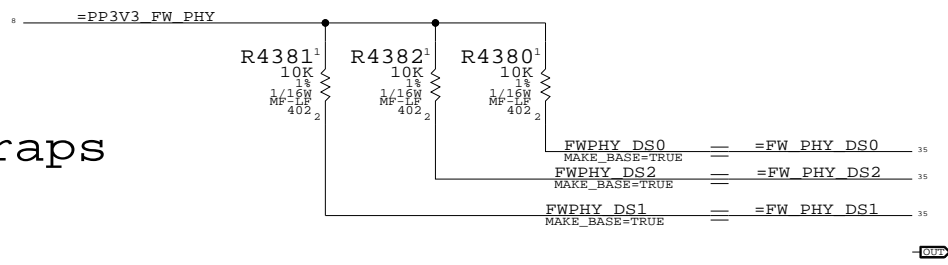 8 =PP3V3_FW_PHY
R4381 1
10K
1%
1/16W
MF-LF
402 2
R4382 1
10K
1%
1/16W
MF-LF
402 2
R4380 1
10K
1%
1/16W
MF-LF
402 2
raps
FWPHY_DS0 =FW_PHY_DS0 35
MAKE_BASE=TRUE
FWPHY_DS2 =FW_PHY_DS2 35
MAKE_BASE=TRUE
FWPHY_DS1 =FW_PHY_DS1 35
MAKE_BASE=TRUE
OUT